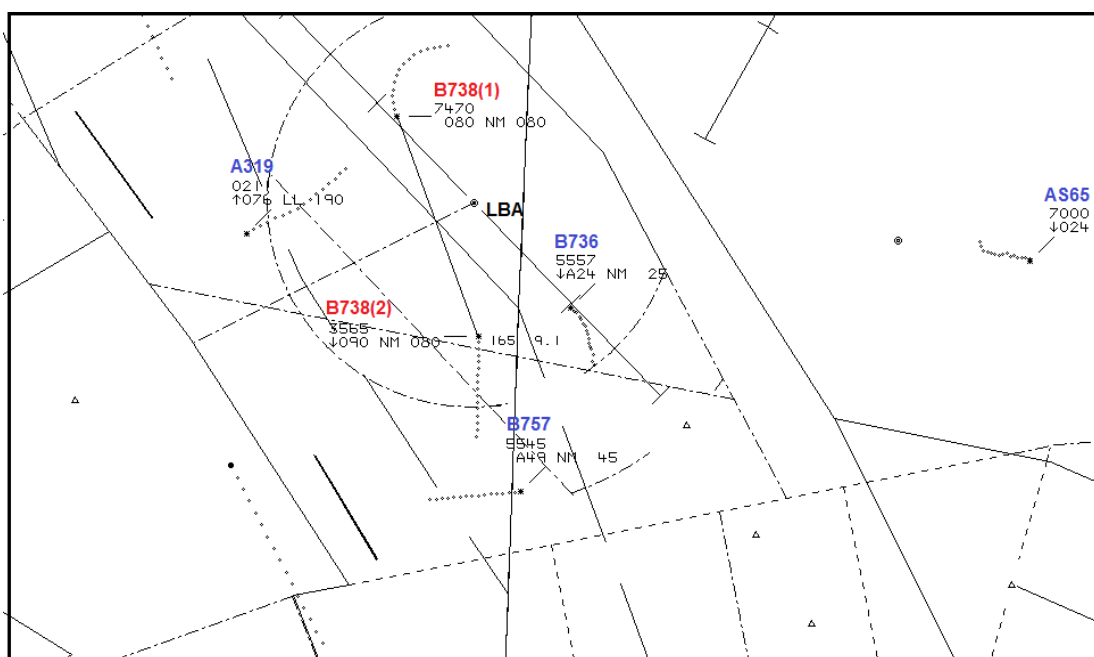 B738(1)
7470
080 NM 080
A319
021
↑076 LL 190
LBA
AS65
7000
↓024
B736
5557
↓A24 NM 25
B738(2)
3565
↓090 NM 080
165 9.1
B757
5545
A49 NM 45